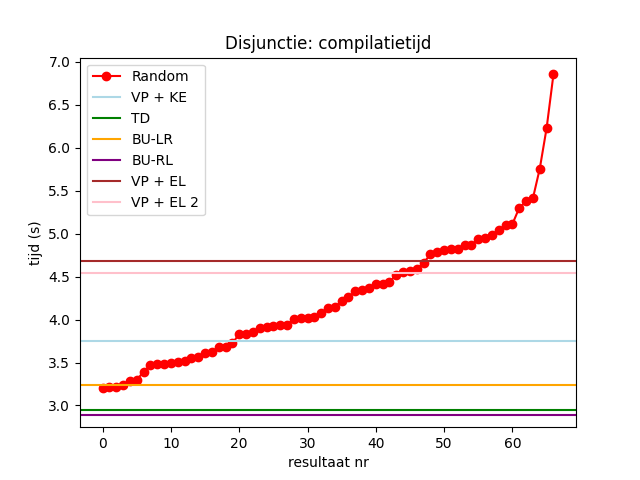 Disjunctie: compilatietijd
Random
VP + KE
TD
BU-LR
BU-RL
VP + EL
VP + EL 2
7.0
6.5
6.0
5.5
5.0
4.5
4.0
3.5
3.0
tijd (s)
0 10 20 30 40 50 60
resultaat nr